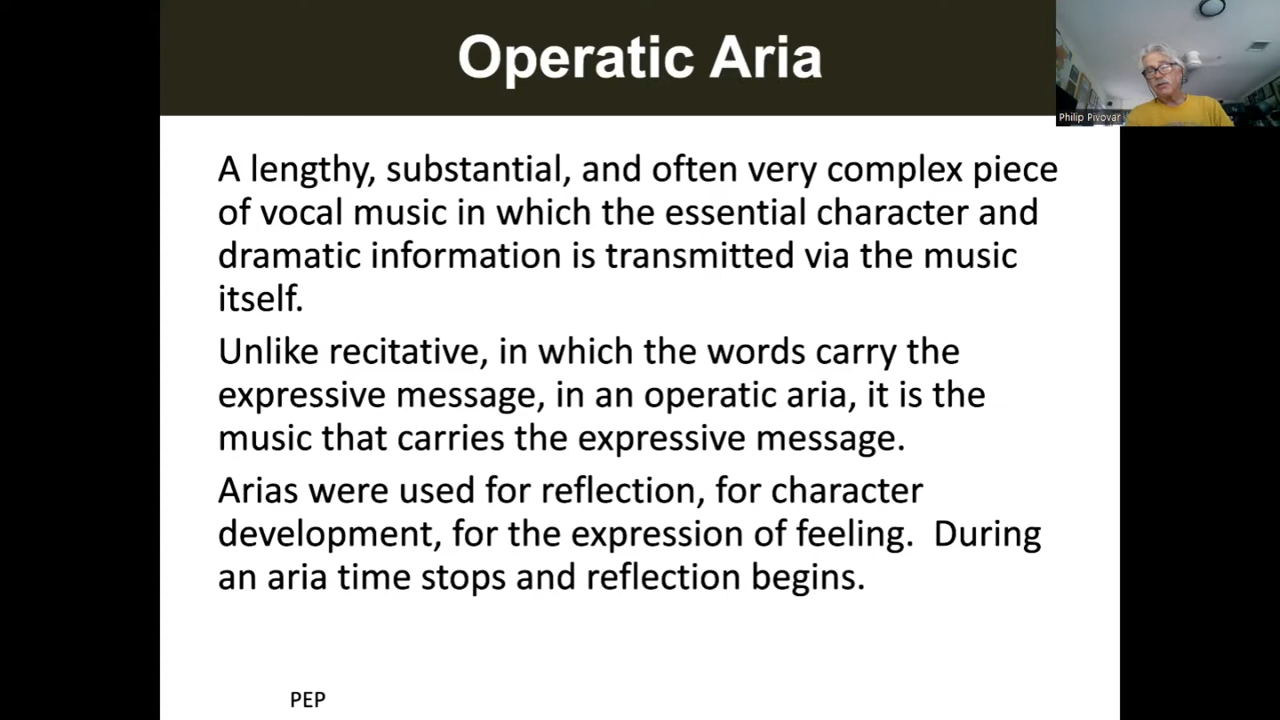 Operatic Aria
Philip Pivovar
A lengthy, substantial, and often very complex piece
of vocal music in which the essential character and
dramatic information is transmitted via the music
itself.
Unlike recitative, in which the words carry the
expressive message, in an operatic aria, it is the
music that carries the expressive message.
Arias were used for reflection, for character
development, for the expression of feeling.  During
an aria time stops and reflection begins.
PEP